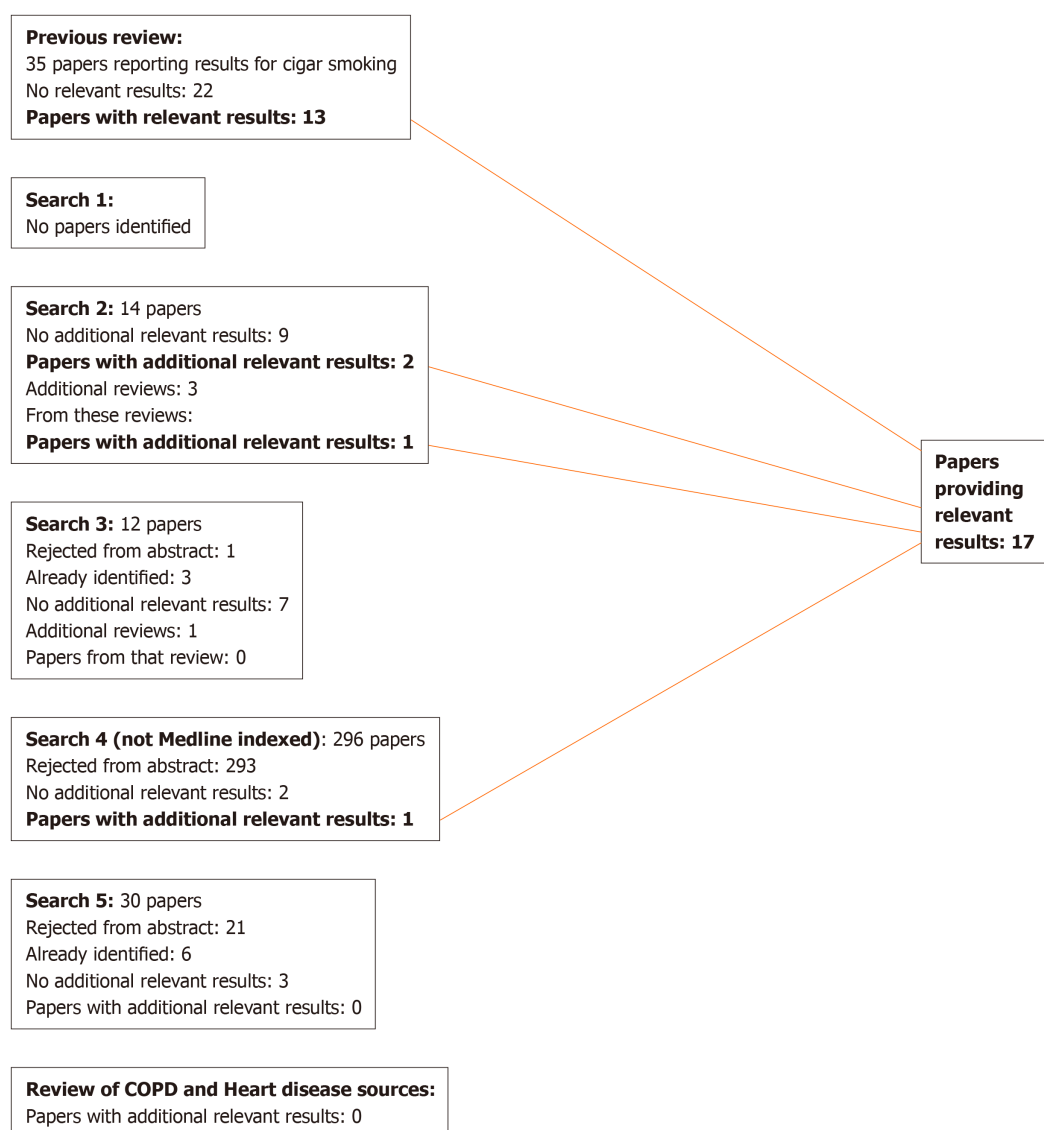 Previous review:
35 papers reporting results for cigar smoking
No relevant results: 22
Papers with relevant results: 13
Search 1:
No papers identified
Search 2: 14 papers
No additional relevant results: 9
Papers with additional relevant results: 2
Additional reviews: 3
From these reviews:
Papers with additional relevant results: 1
Search 3: 12 papers
Rejected from abstract: 1
Already identified: 3
No additional relevant results: 7
Additional reviews: 1
Papers from that review: 0
Search 4 (not Medline indexed): 296 papers
Rejected from abstract: 293
No additional relevant results: 2
Papers with additional relevant results: 1
Search 5: 30 papers
Rejected from abstract: 21
Already identified: 6
No additional relevant results: 3
Papers with additional relevant results: 0
Review of COPD and Heart disease sources:
Papers with additional relevant results: 0
Papers
providing
relevant
results: 17